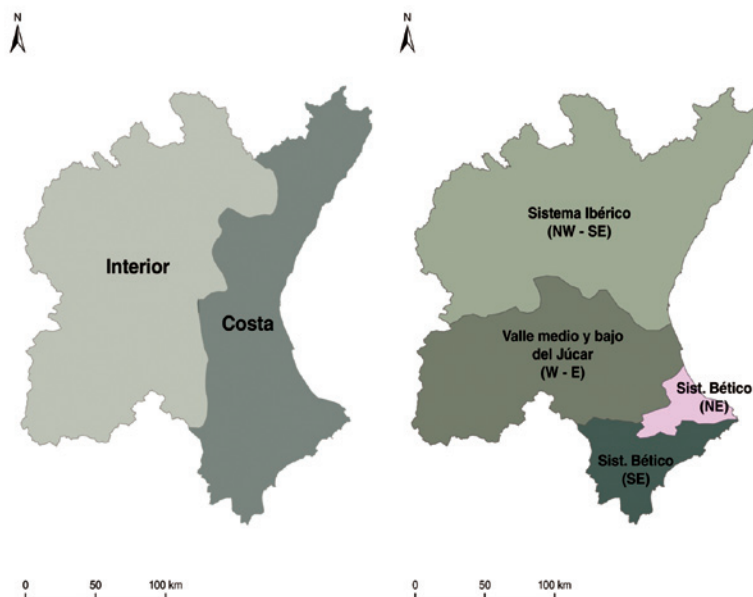 N
Interior
Costa
0 50 100 km
N
Sistema Ibérico
(NW - SE)
Valle medio y bajo
del Júcar
(W - E)
Sist. Bético
(NE)
Sist. Bético
(SE)
0 50 100 km